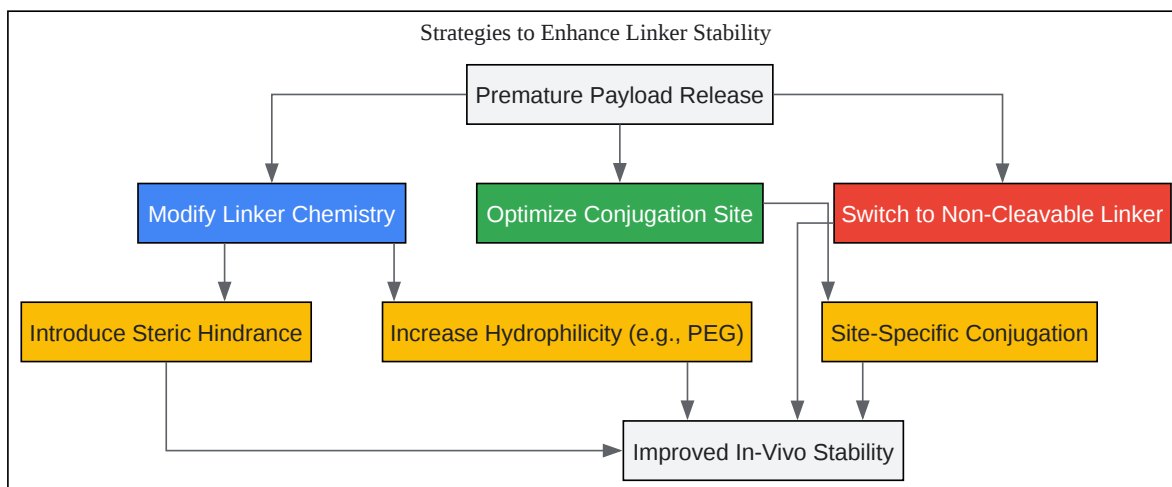 Strategies to Enhance Linker Stability
Premature Payload Release
Modify Linker Chemistry
Optimize Conjugation Site
Switch to Non-Cleavable Linker
Introduce Steric Hindrance
Increase Hydrophilicity (e.g., PEG)
Site-Specific Conjugation
Improved In-Vivo Stability